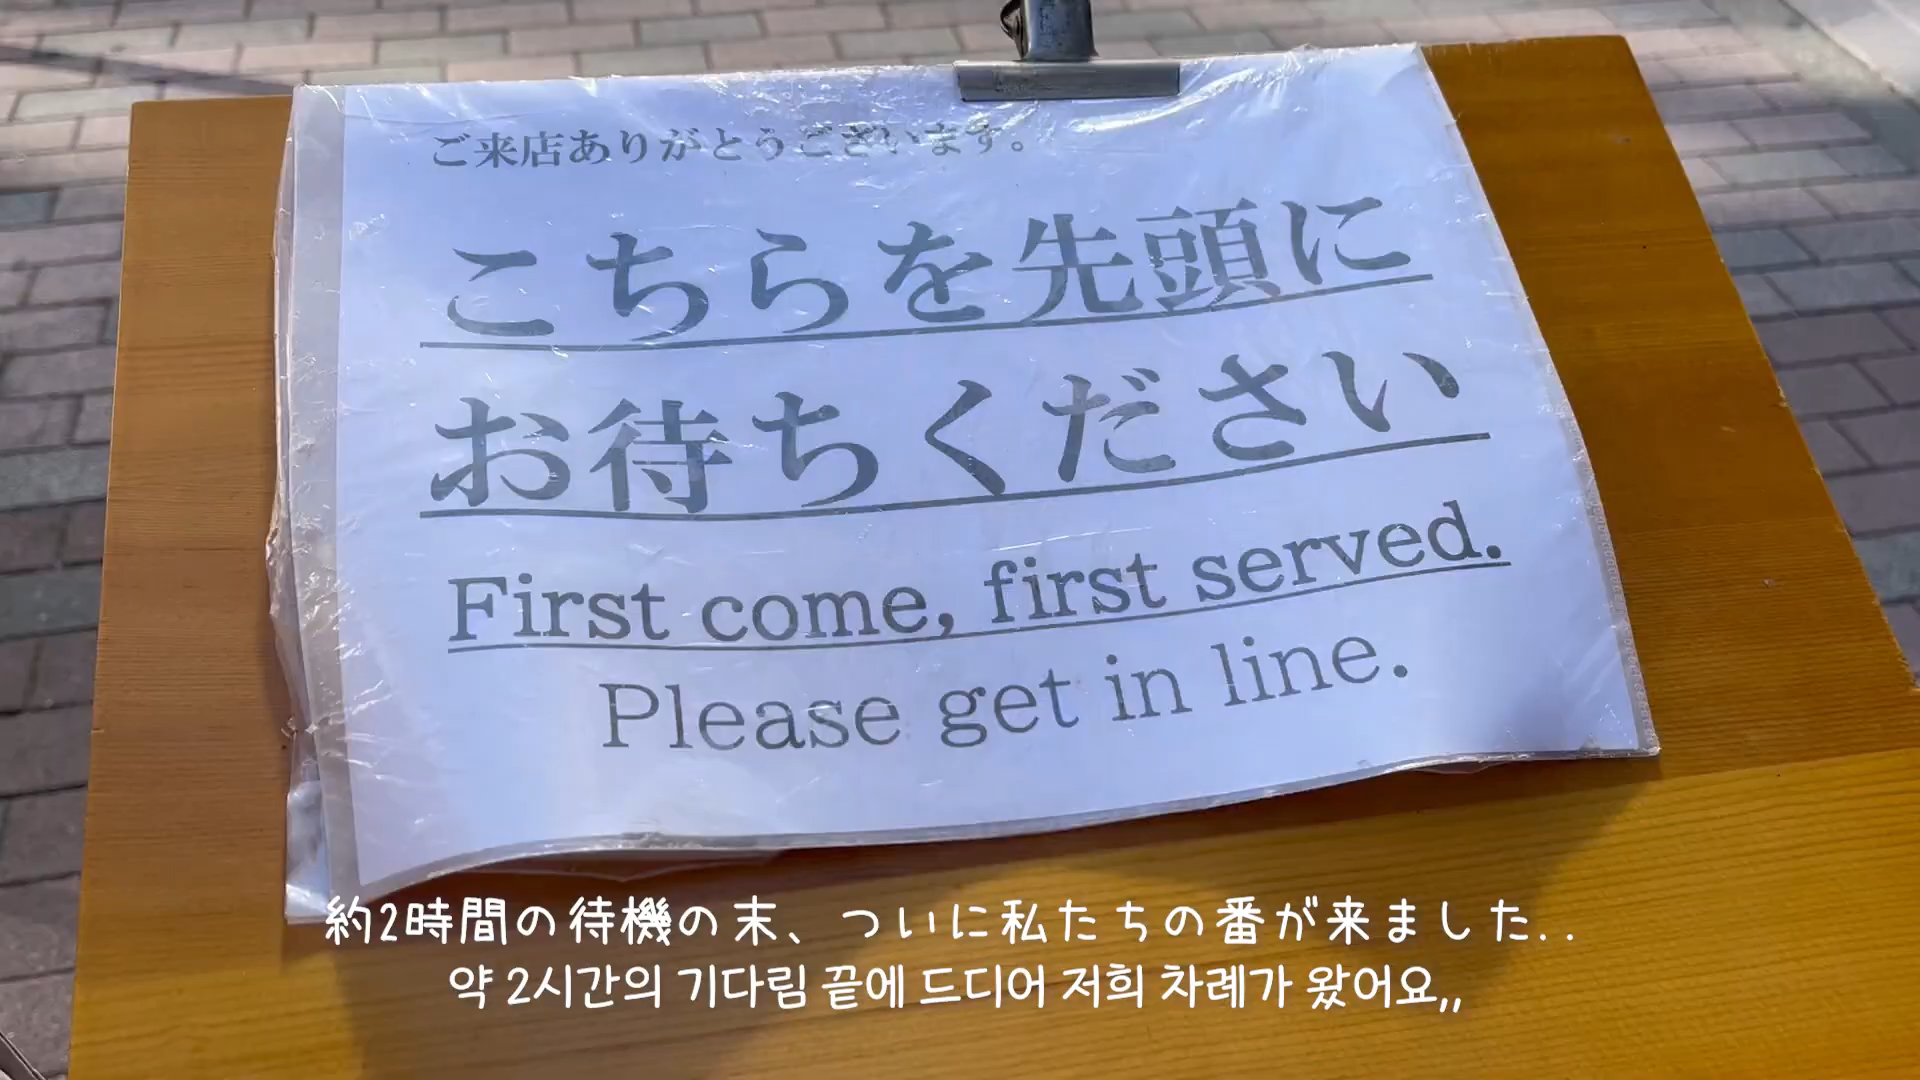 ご来店ありがとうございます。
こちらを先頭に
お待ちください
First come, first served.
Please get in line.
約2時間の待機の末、ついに私たちの番が来ました..
약 2시간의 기다림 끝에 드디어 저희 차례가 왔어요,,